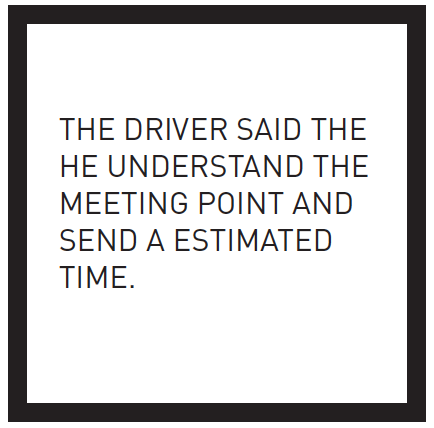 THE DRIVER SAID THE
HE UNDERSTAND THE
MEETING POINT AND
SEND A ESTIMATED
TIME.